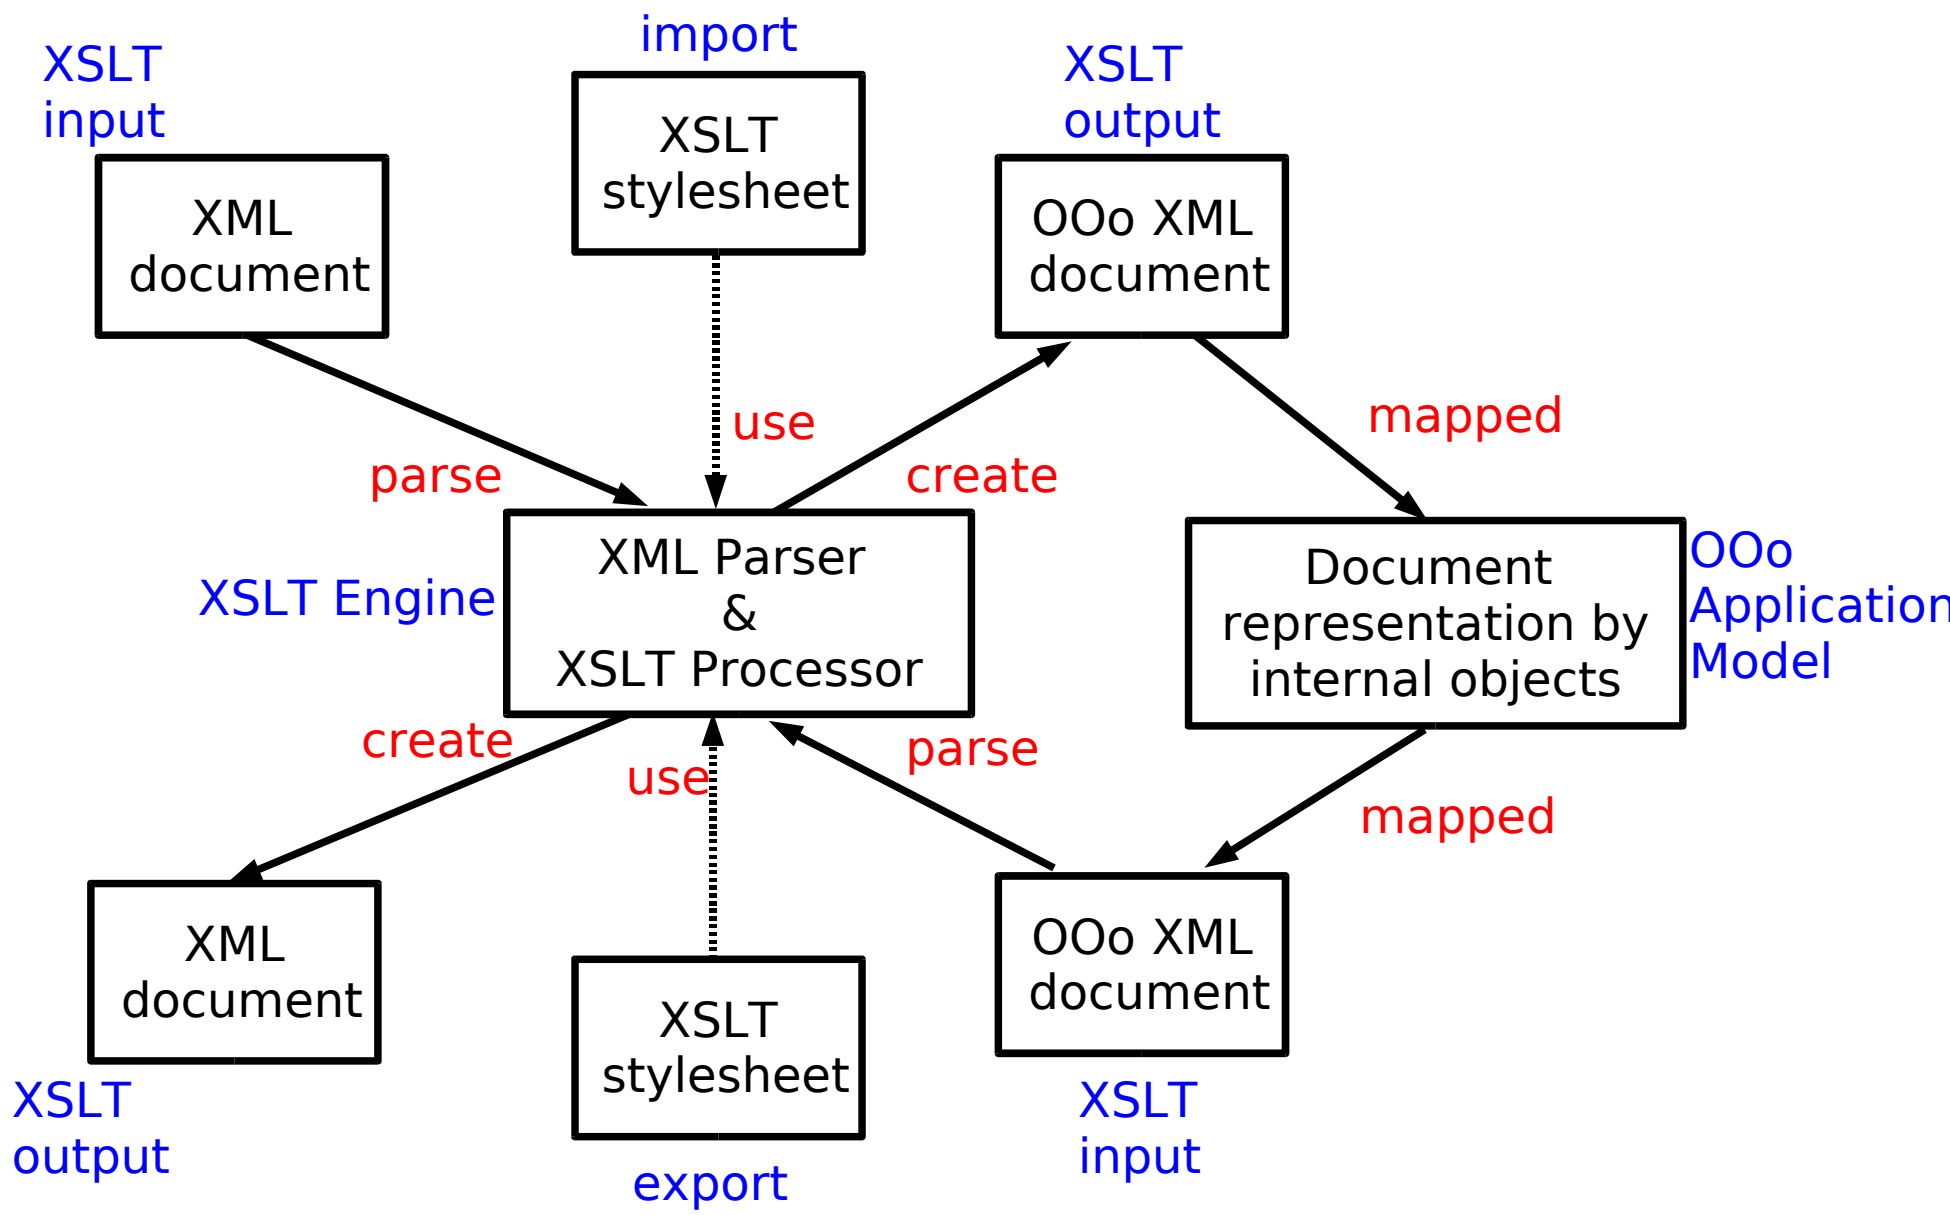 import
XSLT
input
XSLT
output
XSLT
stylesheet
XML
document
OOo XML
document
use
mapped
parse
create
XML Parser
&
XSLT Processor
XSLT Engine
Document
representation by
internal objects
OOo
Application
Model
create
use
parse
mapped
XML
document
XSLT
stylesheet
OOo XML
document
XSLT
output
XSLT
input
export